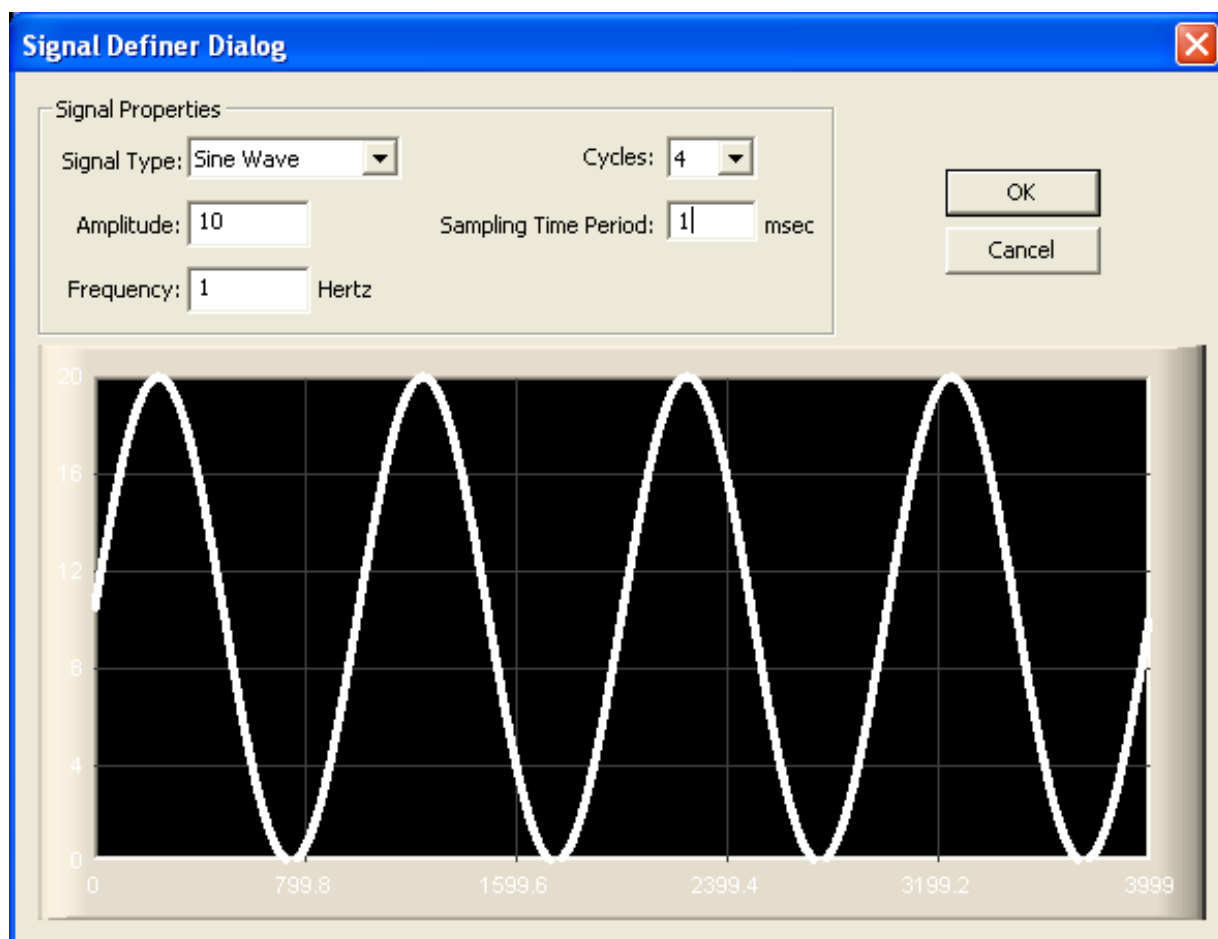 Signal Definer Dialog
Signal Properties
Signal Type: Sine Wave
Cycles: 4
Amplitude: 10
Sampling Time Period: 1 msec
Frequency: 1 Hertz
OK
Cancel
20
16
12
8
4
0
0 799.8 1599.6 2399.4 3199.2 3999